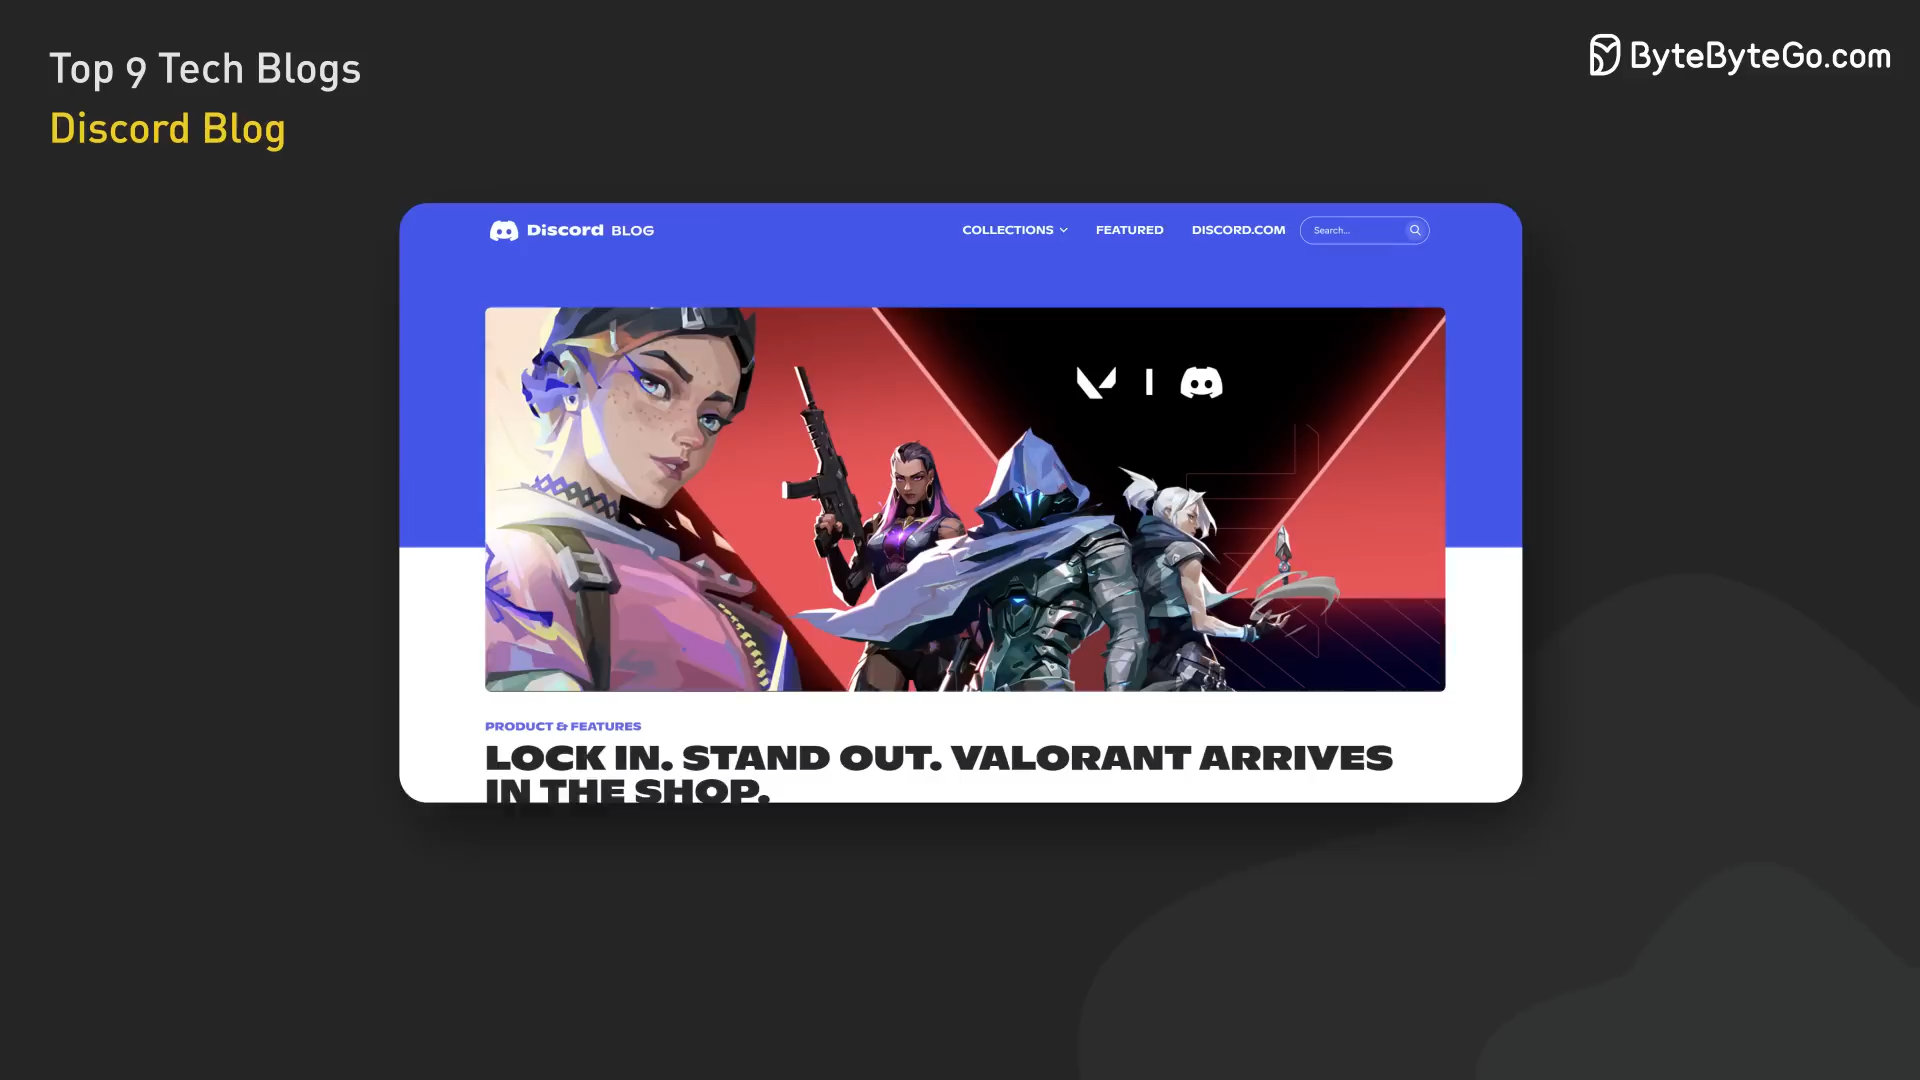 Top 9 Tech Blogs
Discord Blog
ByteByteGo.com
Discord BLOG
COLLECTIONS
FEATURED
DISCORD.COM
Search...
PRODUCT & FEATURES
LOCK IN. STAND OUT. VALORANT ARRIVES
IN THE SHOP.